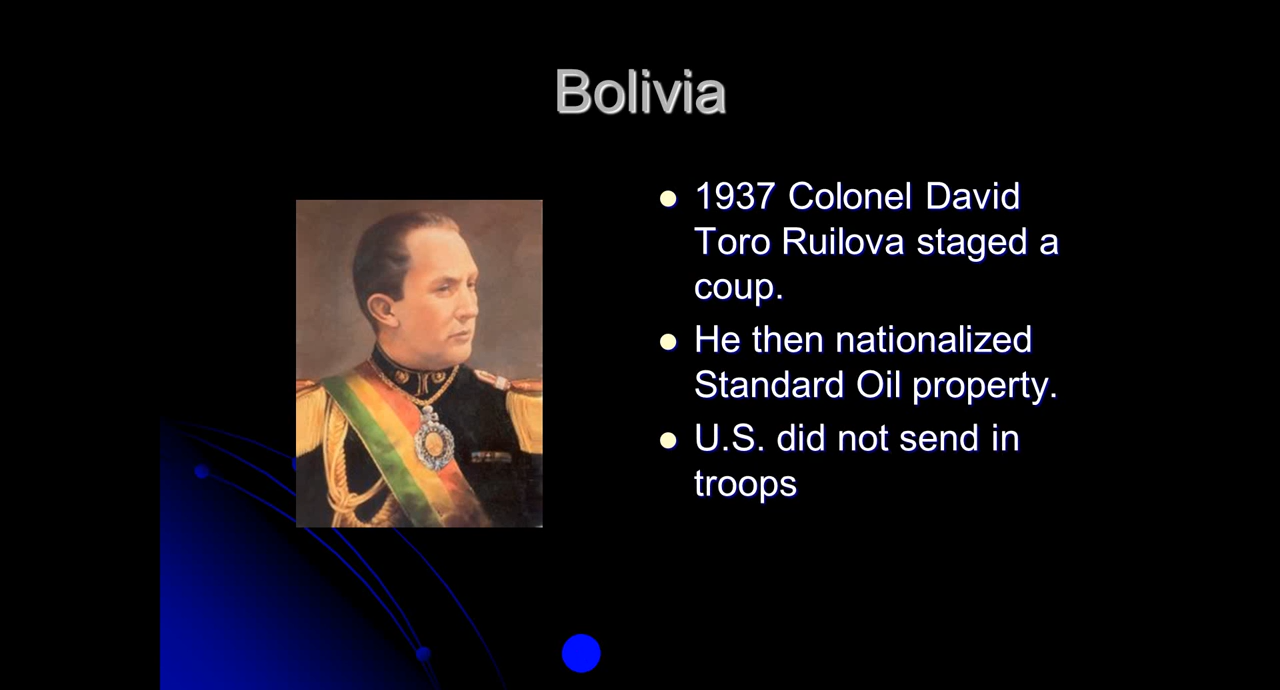 Bolivia
1937 Colonel David
Toro Ruilova staged a
coup.
He then nationalized
Standard Oil property.
U.S. did not send in
troops